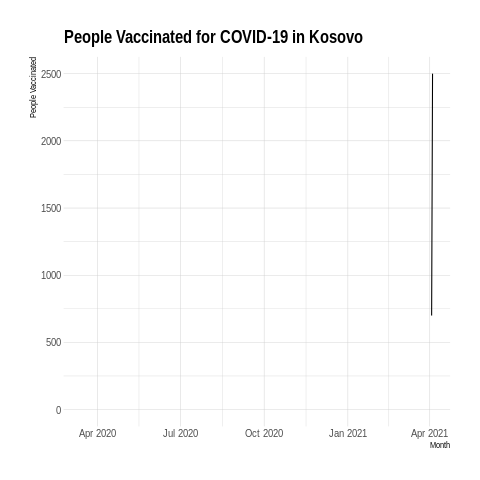 People Vaccinated for COVID-19 in Kosovo
People Vaccinated
2500
2000
1500
1000
500
0
Apr 2020 Jul 2020 Oct 2020 Jan 2021 Apr 2021
Month